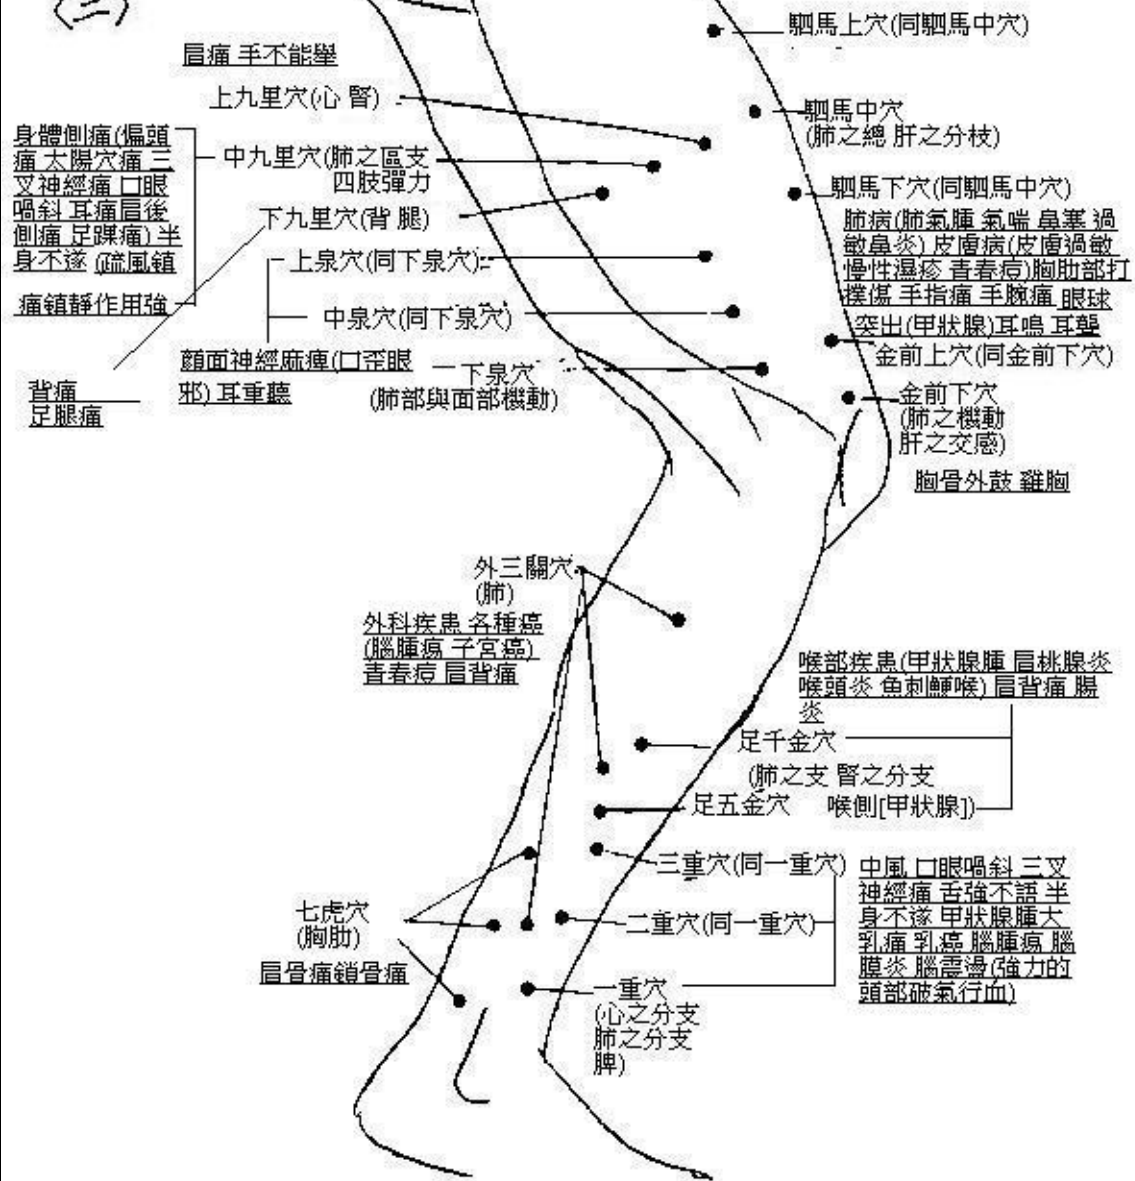 (三)
駟馬上穴(同駟馬中穴)
肩痛 手不能舉
上九里穴(心 腎)
駟馬中穴
(肺之總 肝之分枝)
身體側痛(偏頭
痛 太陽穴痛 三
叉神經痛 口眼
喎斜 耳痛肩後
側痛 足踝痛) 半
身不遂 (疏風鎮
痛鎮靜作用強
中九里穴(肺之區支
四肢彈力
下九里穴(背 腿)
駟馬下穴(同駟馬中穴)
肺病(肺氣腫 氣喘 鼻塞 過
敏鼻炎) 皮膚病(皮膚過敏
慢性濕疹 青春痘)胸肋部打
撲傷 手指痛 手腕痛 眼球
突出(甲狀腺)耳鳴 耳聾
上泉穴(同下泉穴)
中泉穴(同下泉穴)
顏面神經麻痺(口歪眼
邪) 耳重聽
下泉穴
(肺部與面部機動)
背痛
足腿痛
金前上穴(同金前下穴)
金前下穴
(肺之機動
肝之交感)
胸骨外鼓 雞胸
外三關穴
(肺)
外科疾患 各種癌
(腦腫瘍 子宮癌)
青春痘 肩背痛
喉部疾患(甲狀腺腫 扁桃腺炎
喉頭炎 魚刺鯁喉) 肩背痛 腸
炎
足千金穴
(肺之支 腎之分支
足五金穴 喉側[甲狀腺])
三重穴(同一重穴)
中風 口眼喎斜 三叉
神經痛 舌強不語 半
身不遂 甲狀腺腫大
乳痛 乳癌 腦腫瘍 腦
膜炎 腦震盪(強力的
頭部破氣行血)
七虎穴
(胸肋)
二重穴(同一重穴)
肩骨痛鎖骨痛
一重穴
(心之分支
肺之分支
脾)